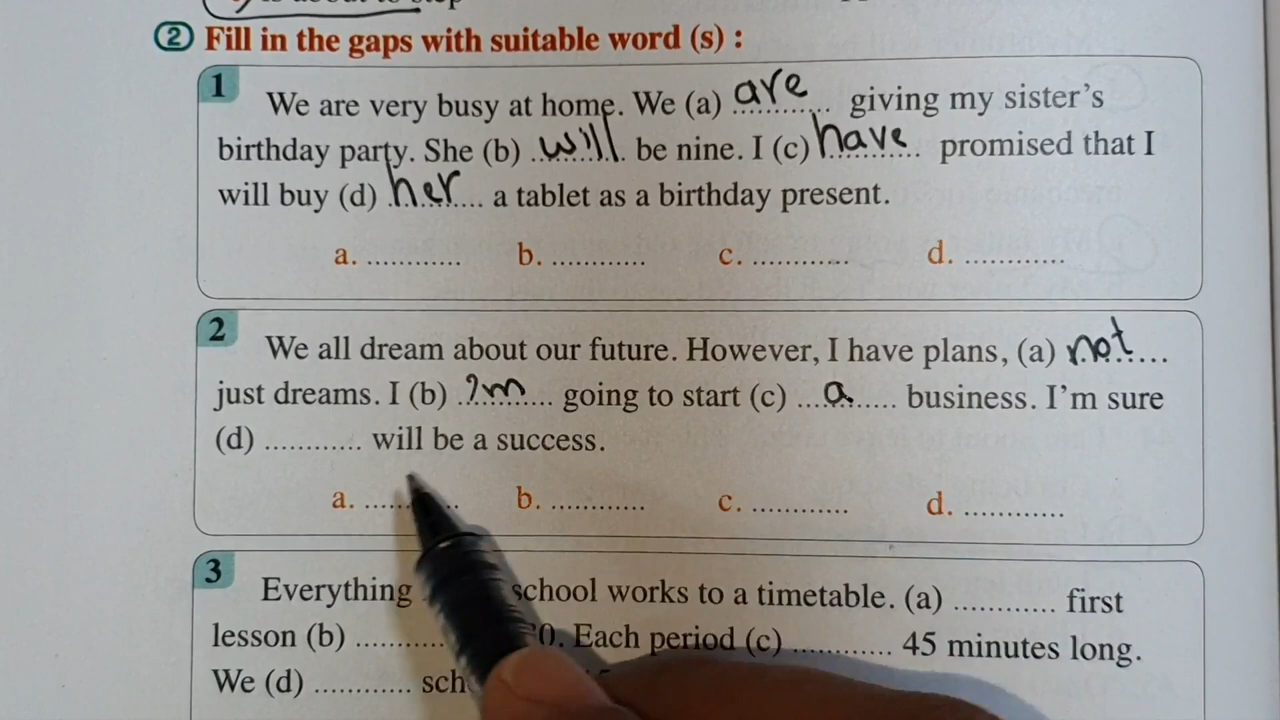 ② Fill in the gaps with suitable word (s) :
1
We are very busy at home. We (a) are giving my sister's
birthday party. She (b) will be nine. I (c) have promised that I
will buy (d) her a tablet as a birthday present.
a. ............ b. ............ c. ............ d. ............
2
We all dream about our future. However, I have plans, (a) not....
just dreams. I (b) 'm going to start (c) a business. I'm sure
(d) ............ will be a success.
a. ............ b. ............ c. ............ d. ............
3
Everything school works to a timetable. (a) ............ first
lesson (b) ............ Each period (c) ............ 45 minutes long.
We (d) ............